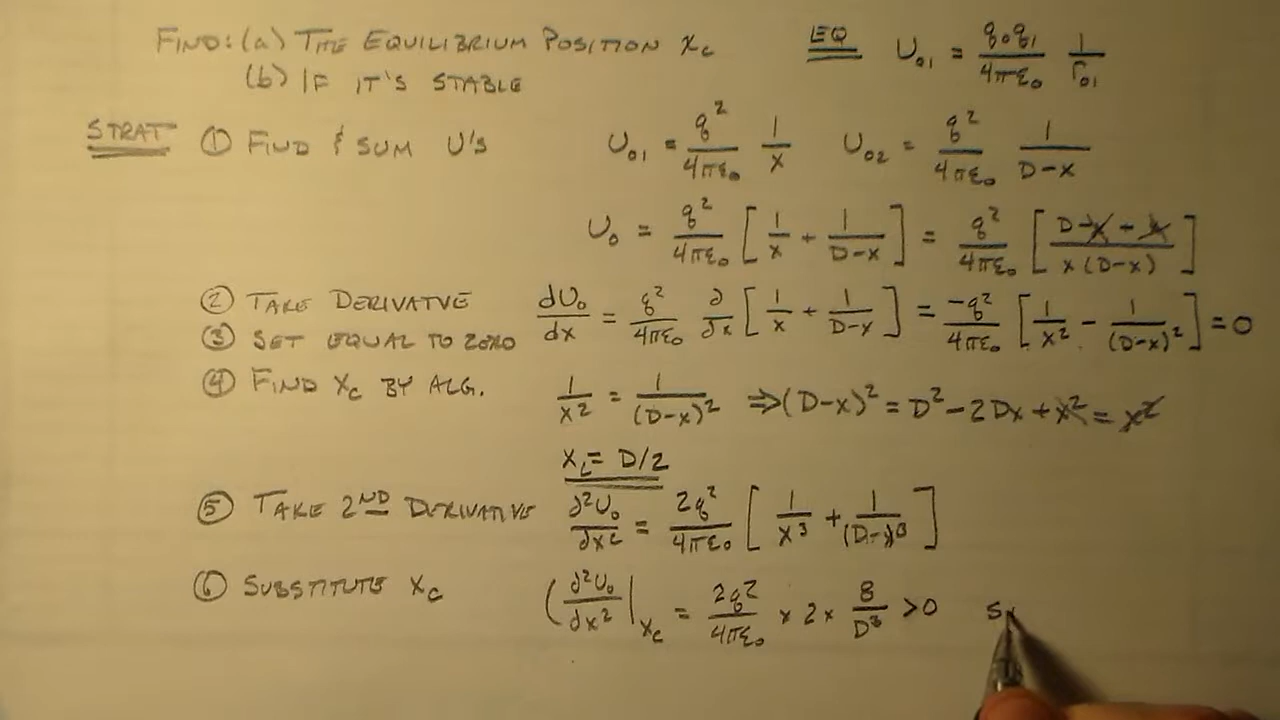 FIND: (a) THE EQUILIBRIUM POSITION x_c   EQ   U_01 = q_0q_1/4πε_0 1/r_01
(b) IF IT'S STABLE
STRAT ① FIND & SUM U'S   U_01 = q²/4πε_0 1/x   U_02 = q²/4πε_0 1/(D-x)
U_0 = q²/4πε_0 [1/x + 1/(D-x)] = q²/4πε_0 [(D-x+x)/x(D-x)]
② TAKE DERIVATVE   dU_0/dx = q²/4πε_0 ∂/∂x [1/x + 1/(D-x)] = -q²/4πε_0 [1/x² - 1/(D-x)²] = 0
③ SET EQUAL TO ZERO
④ FIND x_c BY ALG.   1/x² = 1/(D-x)² ⇒ (D-x)² = D² - 2Dx + x² = x²
x_c = D/2
⑤ TAKE 2ND DERIVATIVE   ∂²U_0/∂x² = 2q²/4πε_0 [1/x³ + 1/(D-x)³]
⑥ SUBSTITUTE x_c   (∂²U_0/∂x²|x_c = 2q²/4πε_0 × 2 × 8/D³ > 0